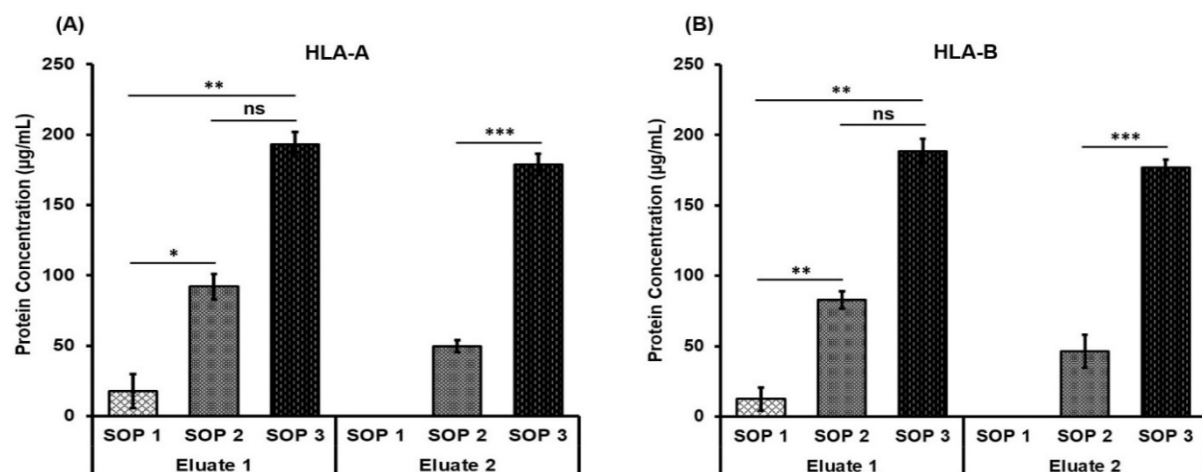 (A)
HLA-A
Protein Concentration (µg/mL)
250
200
150
100
50
0
**
ns
*
***
SOP 1 SOP 2 SOP 3 SOP 1 SOP 2 SOP 3
Eluate 1 Eluate 2
(B)
HLA-B
Protein Concentration (µg/mL)
250
200
150
100
50
0
**
ns
**
***
SOP 1 SOP 2 SOP 3 SOP 1 SOP 2 SOP 3
Eluate 1 Eluate 2